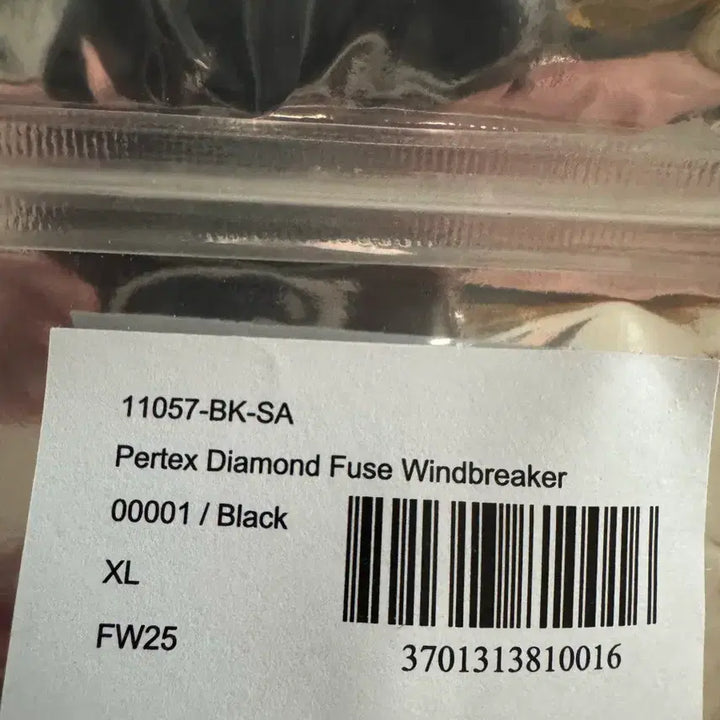 11057-BK-SA
Pertex Diamond Fuse Windbreaker
00001 / Black
XL
FW25
3701313810016